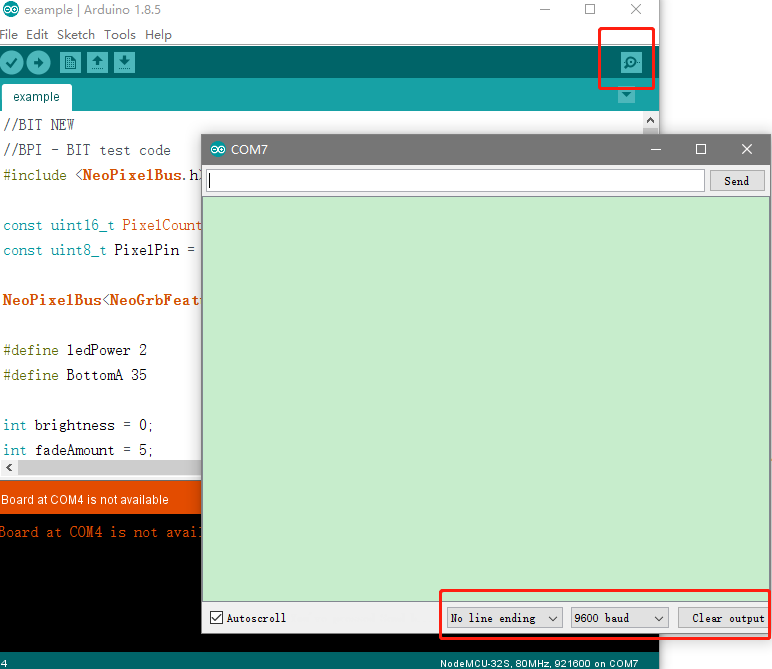 example | Arduino 1.8.5
File Edit Sketch Tools Help
example
//BIT NEW
//BPI - BIT test code
#include <NeoPixelBus.h>
const uint16_t PixelCount
const uint8_t PixelPin =
NeoPixelBus<NeoGrbFeat
#define ledPower 2
#define BottomA 35
int brightness = 0;
int fadeAmount = 5;
Board at COM4 is not available
Board at COM4 is not avail
4
NodeMCU-32S, 80MHz, 921600 on COM7
COM7
Send
Autoscroll
No line ending
9600 baud
Clear output